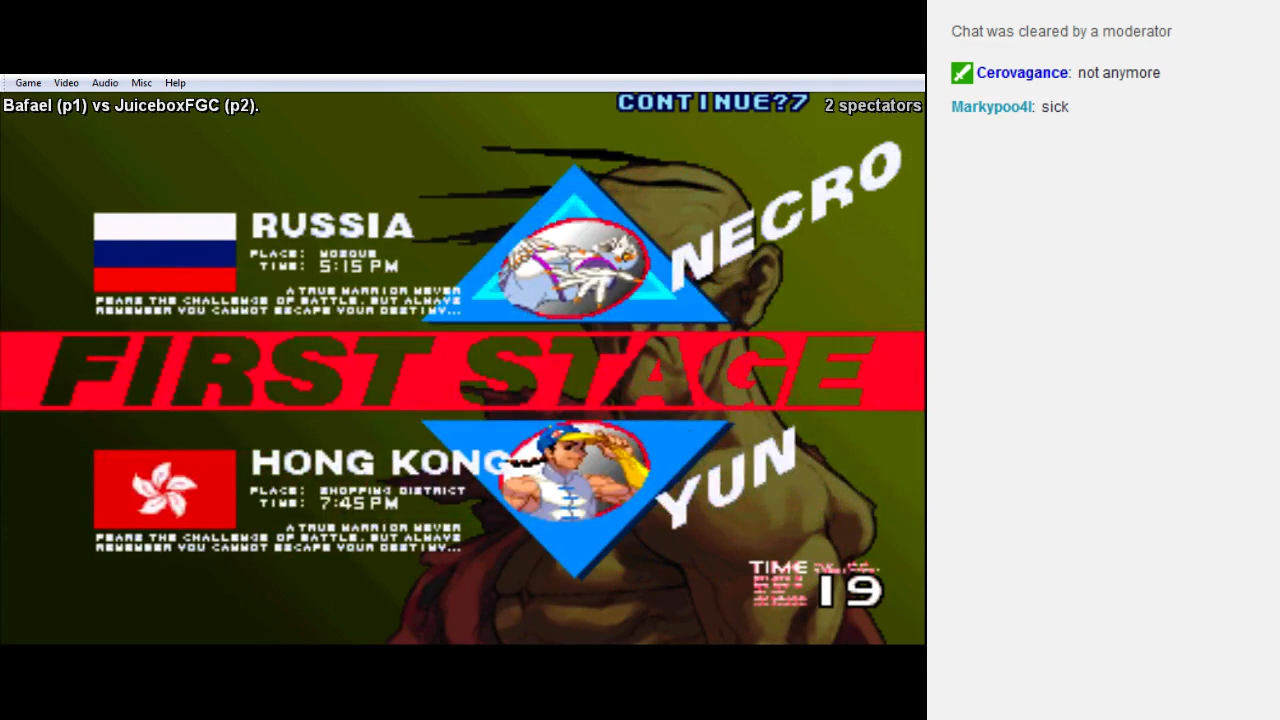 Game Video Audio Misc Help
Bafael (p1) vs JuiceboxFGC (p2).
CONTINUE?7
2 spectators
NECRO
RUSSIA
PLACE: MOSQUE
TIME: 5:15 PM
A TRUE WARRIOR NEVER
FEARS THE CHALLENGE OF BATTLE, BUT ALWAYS
REMEMBER YOU CANNOT ESCAPE YOUR DESTINY...
FIRST STAGE
HONG KONG
PLACE: SHOPPING DISTRICT
TIME: 7:45 PM
A TRUE WARRIOR NEVER
FEARS THE CHALLENGE OF BATTLE, BUT ALWAYS
REMEMBER YOU CANNOT ESCAPE YOUR DESTINY...
YUN
TIME
19
Chat was cleared by a moderator
Cerovagance: not anymore
Markypoo4l: sick